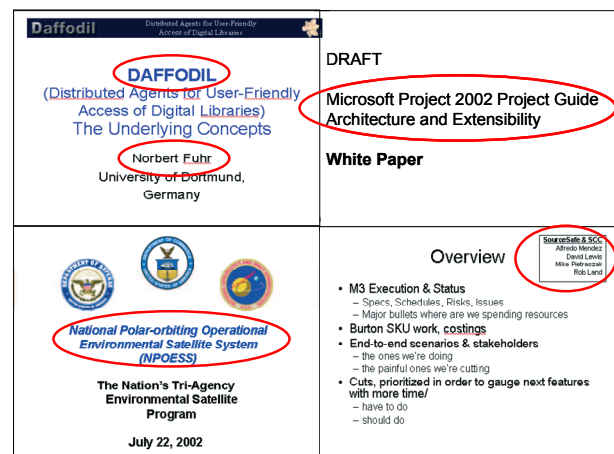 Daffodil
Distributed Agents for User-Friendly
Access of Digital Libraries
DAFFODIL
(Distributed Agents for User-Friendly
Access of Digital Libraries)
The Underlying Concepts
Norbert Fuhr
University of Dortmund,
Germany
DRAFT
Microsoft Project 2002 Project Guide
Architecture and Extensibility
White Paper
National Polar-orbiting Operational
Environmental Satellite System
(NPOESS)
The Nation's Tri-Agency
Environmental Satellite
Program
July 22, 2002
Overview
SourceSafe & SCC
Alfredo Mendez
David Lewis
Mike Pietraszak
Rob Land
• M3 Execution & Status
– Specs, Schedules, Risks, Issues
– Major bullets where are we spending resources
• Burton SKU work, costings
• End-to-end scenarios & stakeholders
– the ones we're doing
– the painful ones we're cutting
• Cuts, prioritized in order to gauge next features
with more time/
– have to do
– should do